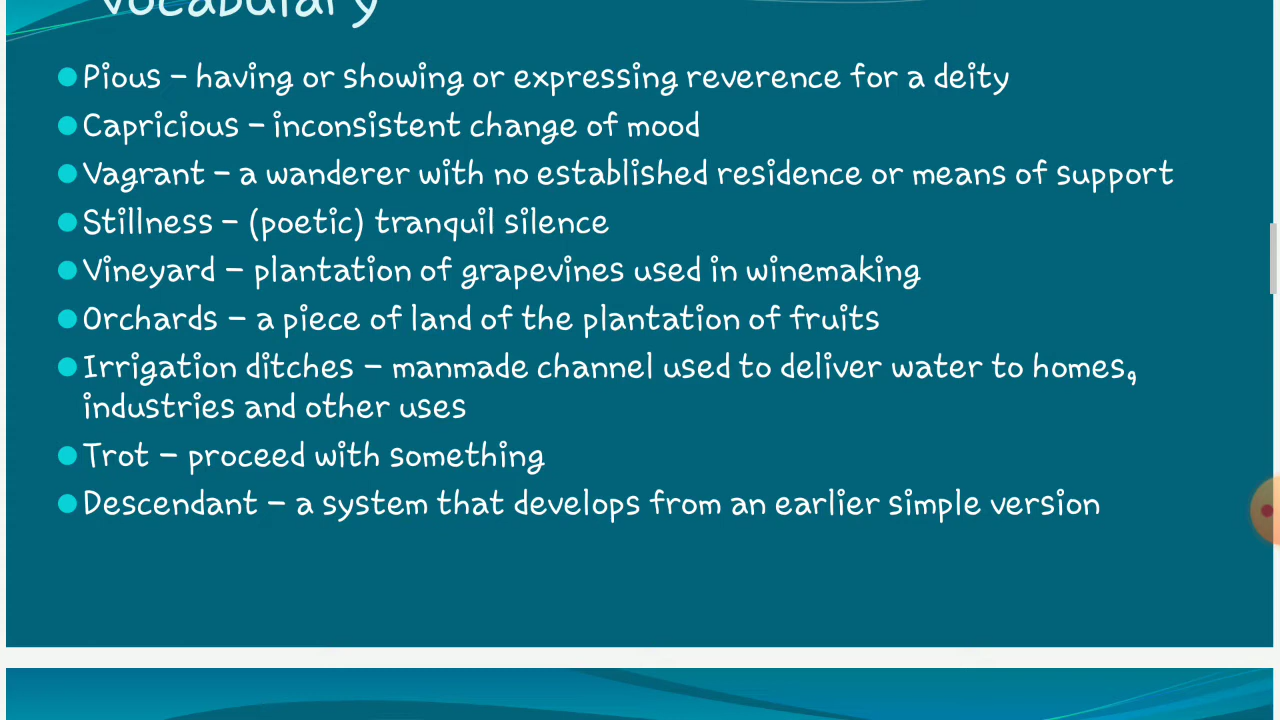 Vocabulary
Pious – having or showing or expressing reverence for a deity
Capricious – inconsistent change of mood
Vagrant – a wanderer with no established residence or means of support
Stillness – (poetic) tranquil silence
Vineyard – plantation of grapevines used in winemaking
Orchards – a piece of land of the plantation of fruits
Irrigation ditches – manmade channel used to deliver water to homes,
industries and other uses
Trot – proceed with something
Descendant – a system that develops from an earlier simple version